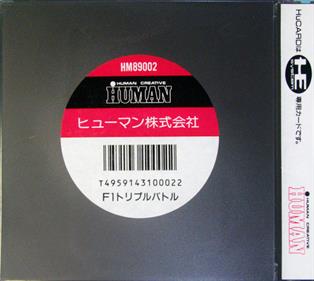 HM89002
HUMAN CREATIVE
HUMAN
ヒューマン株式会社
T4959143100022
F1トリプルバトル
HuCARDは
HE
専用カードです。
HUMAN CREATIVE
HUMAN